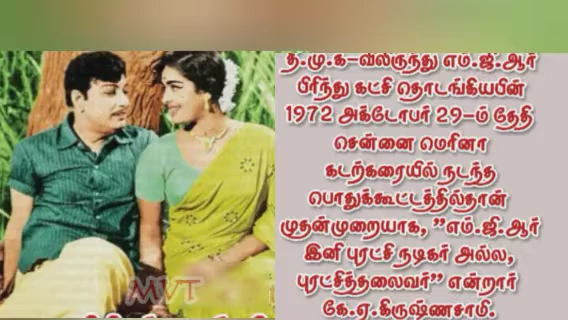 தி.மு.க-விலிருந்து எம்.ஜி.ஆர்
பிரிந்து கட்சி தொடங்கியபின்
1972 அக்டோபர் 29-ம் தேதி
சென்னை மெரினா
கடற்கரையில் நடந்த
பொதுக்கூட்டத்தில்தான்
முதன்முறையாக, ”எம்.ஜி.ஆர்
இனி புரட்சி நடிகர் அல்ல,
புரட்சித்தலைவர்” என்றார்
கே.ஏ.கிருஷ்ணசாமி.
MVT